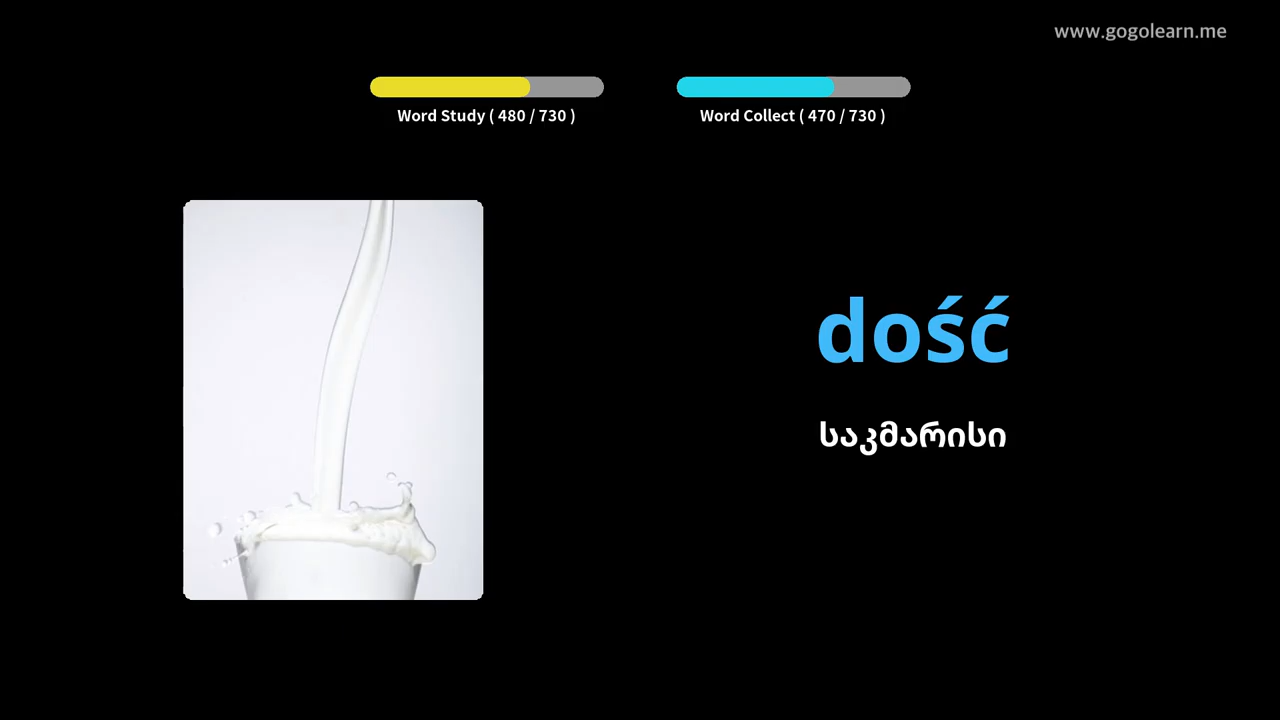 www.gogolearn.me
Word Study ( 480 / 730 )
Word Collect ( 470 / 730 )
dość
საკმარისი